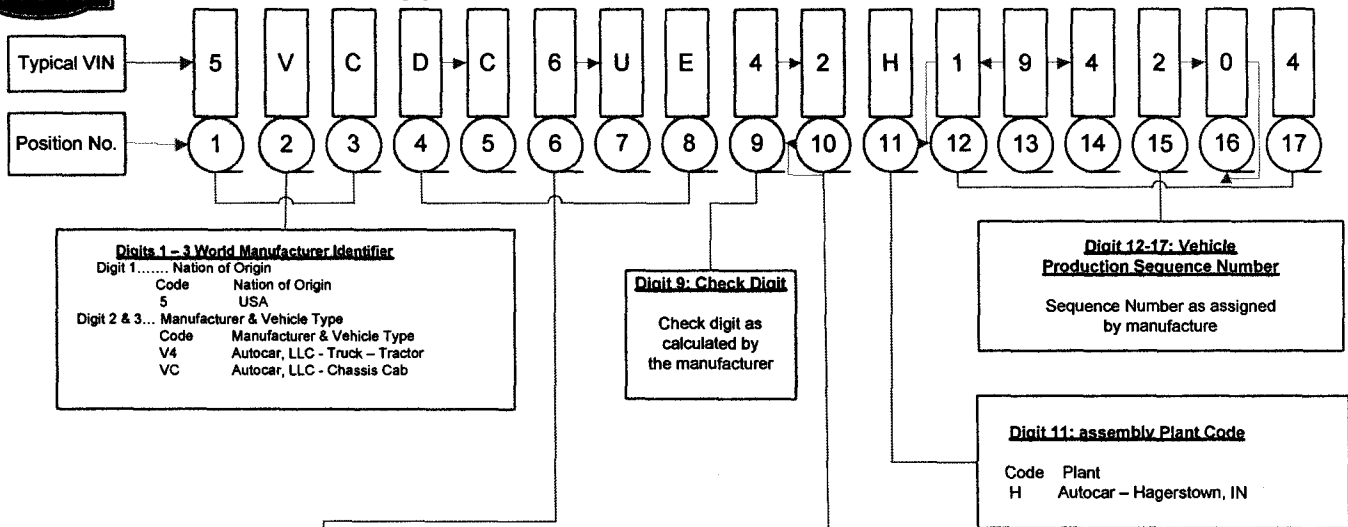 Typical VIN 5 V C D C 6 U E 4 2 H 1 9 4 2 0 4
Position No. 1 2 3 4 5 6 7 8 9 10 11 12 13 14 15 16 17
Digits 1 – 3 World Manufacturer Identifier
Digit 1....... Nation of Origin
Code Nation of Origin
5 USA
Digit 2 & 3... Manufacturer & Vehicle Type
Code Manufacturer & Vehicle Type
V4 Autocar, LLC - Truck – Tractor
VC Autocar, LLC - Chassis Cab
Digit 9: Check Digit
Check digit as
calculated by
the manufacturer
Digit 12-17: Vehicle
Production Sequence Number
Sequence Number as assigned
by manufacture
Digit 11: assembly Plant Code
Code Plant
H Autocar – Hagerstown, IN